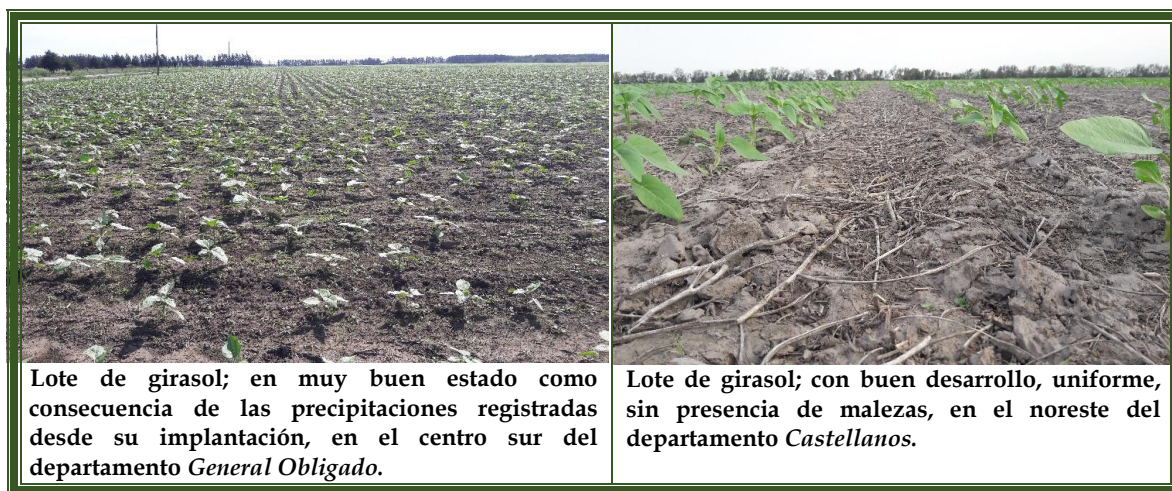 Lote de girasol; en muy buen estado como
consecuencia de las precipitaciones registradas
desde su implantación, en el centro sur del
departamento General Obligado.
Lote de girasol; con buen desarrollo, uniforme,
sin presencia de malezas, en el noreste del
departamento Castellanos.